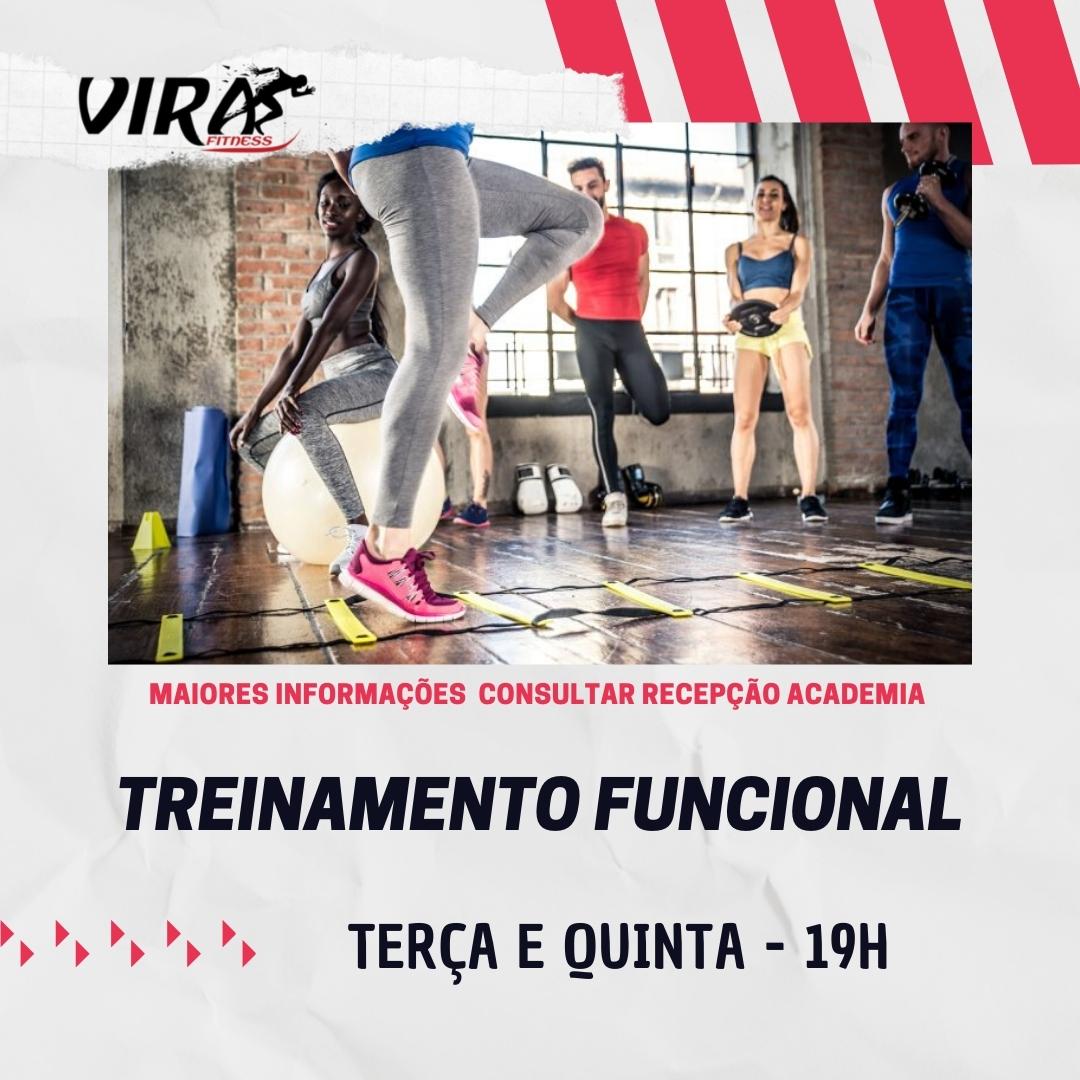 VIRA
FITNESS
MAIORES INFORMAÇÕES CONSULTAR RECEPÇÃO ACADEMIA
TREINAMENTO FUNCIONAL
TERÇA E QUINTA - 19H